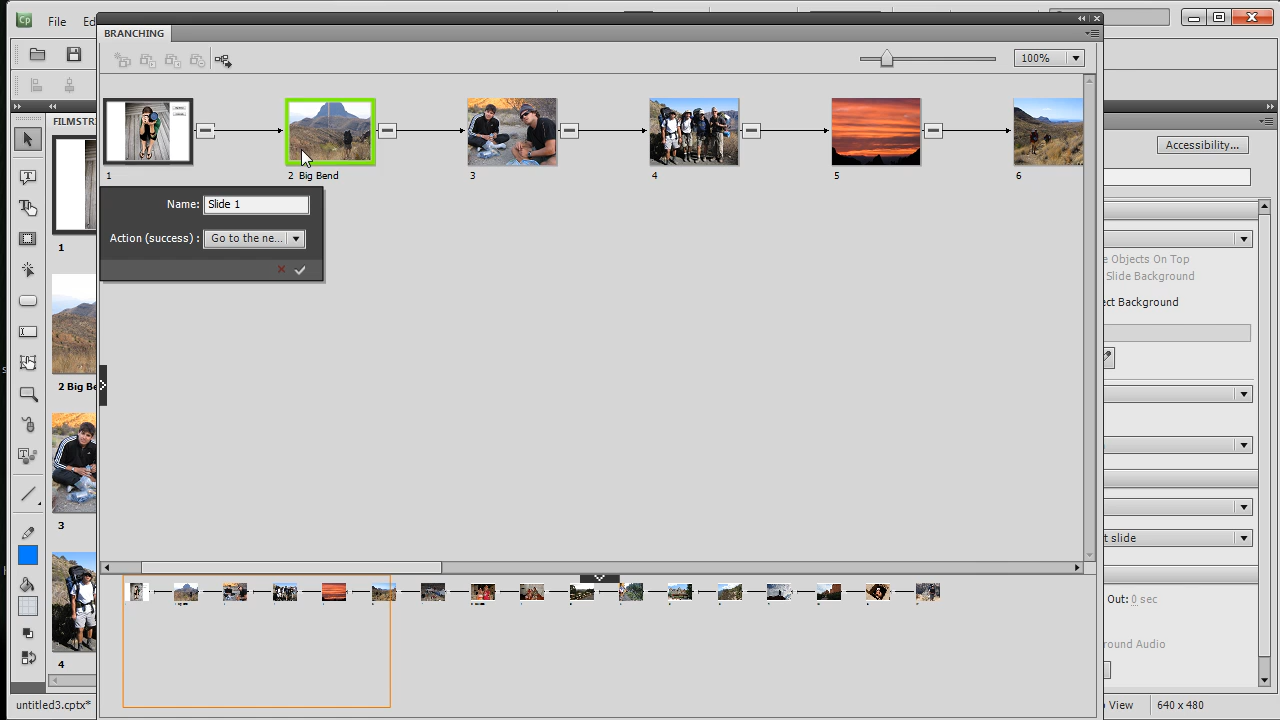 Cp File Ed
BRANCHING
100%
1
2 Big Bend
3
4
5
6
Name: Slide 1
Action (success) : Go to the ne...
FILMSTR
1
2 Big Be
3
4
Accessibility...
e Objects On Top
Slide Background
ect Background
t slide
Out: 0 sec
round Audio
untitled3.cptx*
View
640 x 480